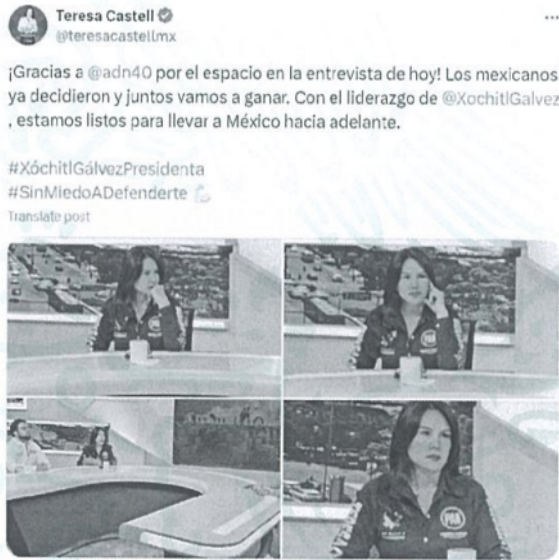 Teresa Castell
@teresacastellmx
¡Gracias a @adn40 por el espacio en la entrevista de hoy! Los mexicanos
ya decidieron y juntos vamos a ganar. Con el liderazgo de @XochitlGalvez
, estamos listos para llevar a México hacia adelante.
#XóchitlGálvezPresidenta
#SinMiedoADefenderte
Translate post
PAN